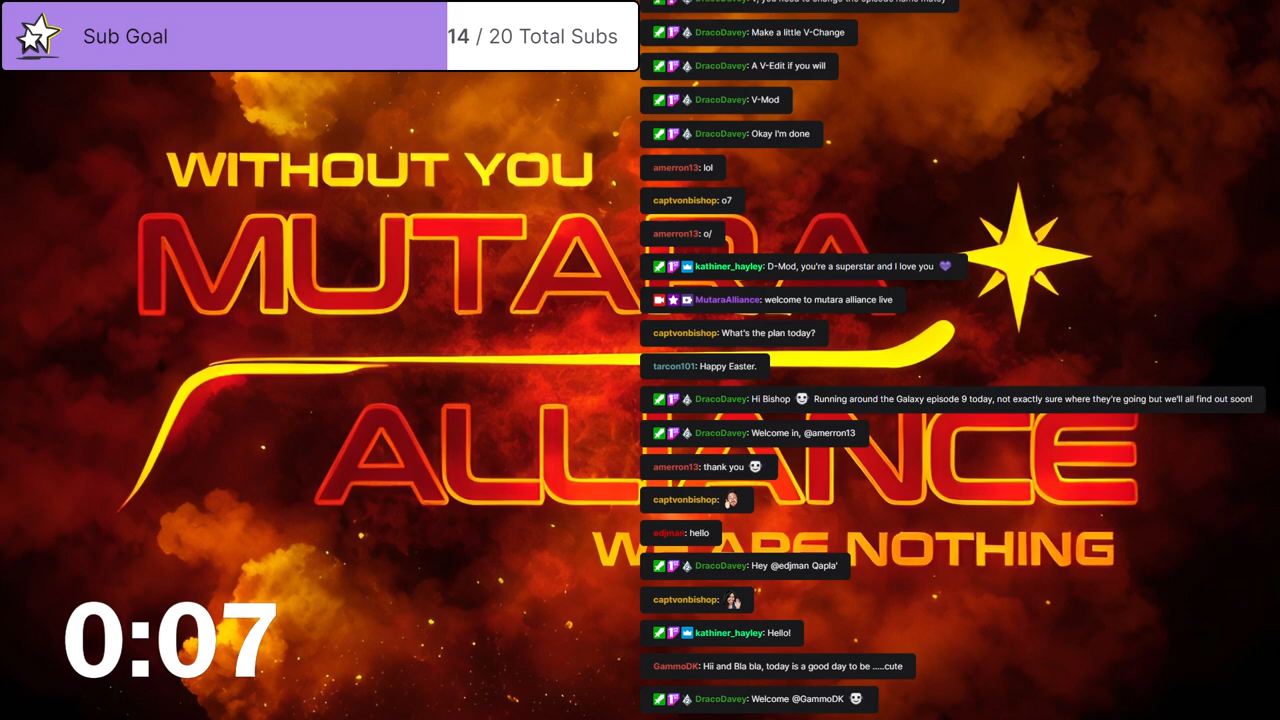 Sub Goal
14 / 20 Total Subs
WITHOUT YOU
MUTARA
ALLIANCE
WE ARE NOTHING
0:07
DracoDavey: Make a little V-Change
DracoDavey: A V-Edit if you will
DracoDavey: V-Mod
DracoDavey: Okay I'm done
amerron13: lol
captvonbishop: o7
amerron13: o/
kathiner_hayley: D-Mod, you're a superstar and I love you
MutaraAlliance: welcome to mutara alliance live
captvonbishop: What's the plan today?
tarcon101: Happy Easter.
DracoDavey: Hi Bishop Running around the Galaxy episode 9 today, not exactly sure where they're going but we'll all find out soon!
DracoDavey: Welcome in, @amerron13
amerron13: thank you
captvonbishop:
edjman: hello
DracoDavey: Hey @edjman Qapla'
captvonbishop:
kathiner_hayley: Hello!
GammoDK: Hii and Bla bla, today is a good day to be .....cute
DracoDavey: Welcome @GammoDK